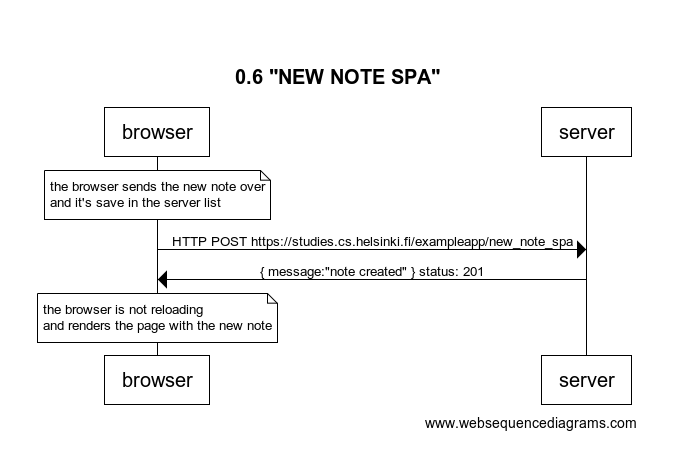 0.6 "NEW NOTE SPA"
browser
server
the browser sends the new note over
and it's save in the server list
HTTP POST https://studies.cs.helsinki.fi/exampleapp/new_note_spa
{ message:"note created" } status: 201
the browser is not reloading
and renders the page with the new note
browser
server
www.websequencediagrams.com